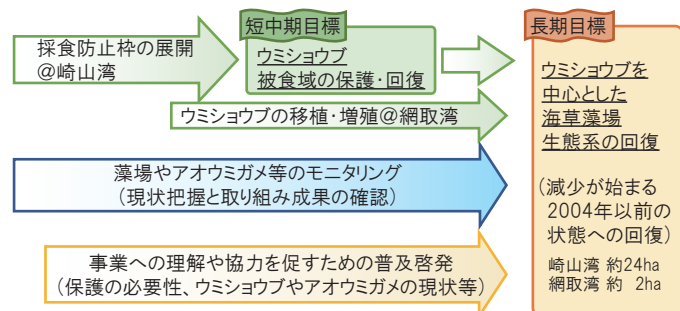 採食防止枠の展開
@崎山湾
短中期目標
ウミショウブ
被食域の保護・回復
ウミショウブの移植・増殖@網取湾
藻場やアオウミガメ等のモニタリング
(現状把握と取り組み成果の確認)
事業への理解や協力を促すための普及啓発
(保護の必要性、ウミショウブやアオウミガメの現状等)
長期目標
ウミショウブを
中心とした
海草藻場
生態系の回復
(減少が始まる
2004年以前の
状態への回復)
崎山湾 約24ha
網取湾 約 2ha